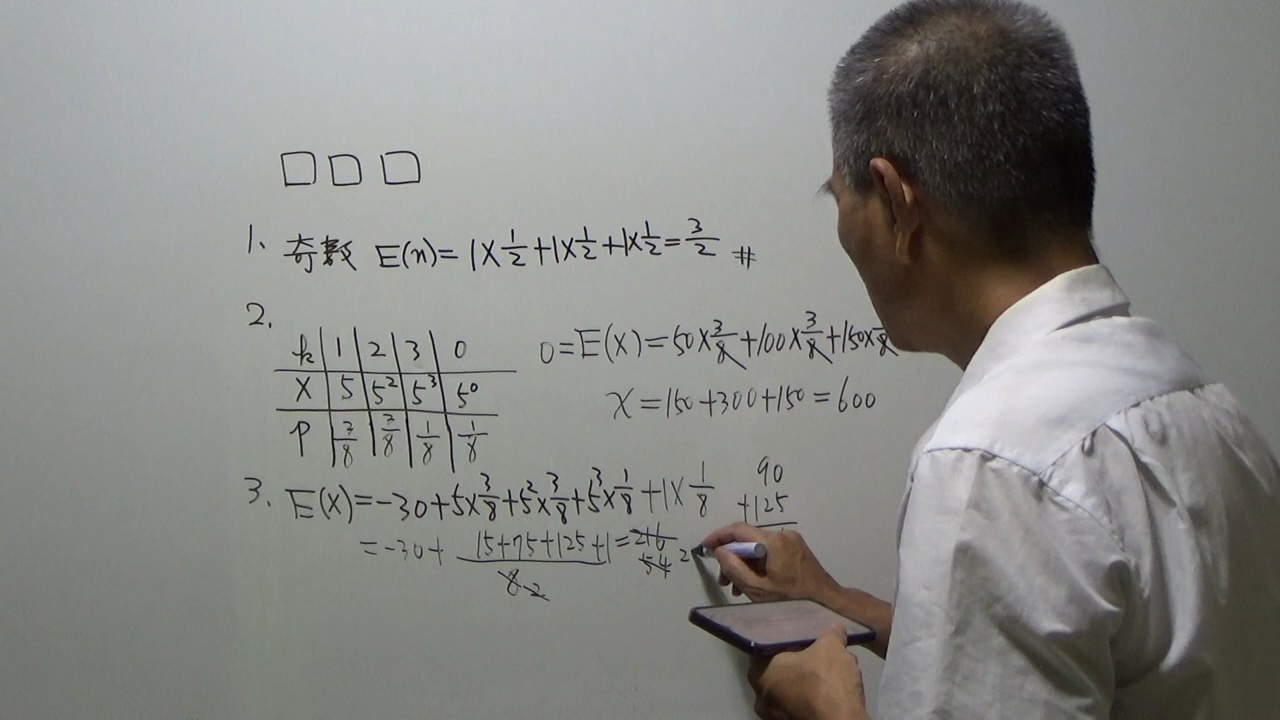 1. 奇數 E(n)=1×1/2+1×1/2+1×1/2=3/2 #
2.
k | 1 | 2 | 3 | 0
X | 5 | 5² | 5³ | 5⁰
P | 3/8 | 3/8 | 1/8 | 1/8
0=E(X)=50×3/8+100×3/8+150×
x=150+300+150=600
3. E(X)=-30+5×3/8+5²×3/8+5³×1/8+1×1/8
=-30+(15+75+125+1)/8 2=216 54 2
90
+125